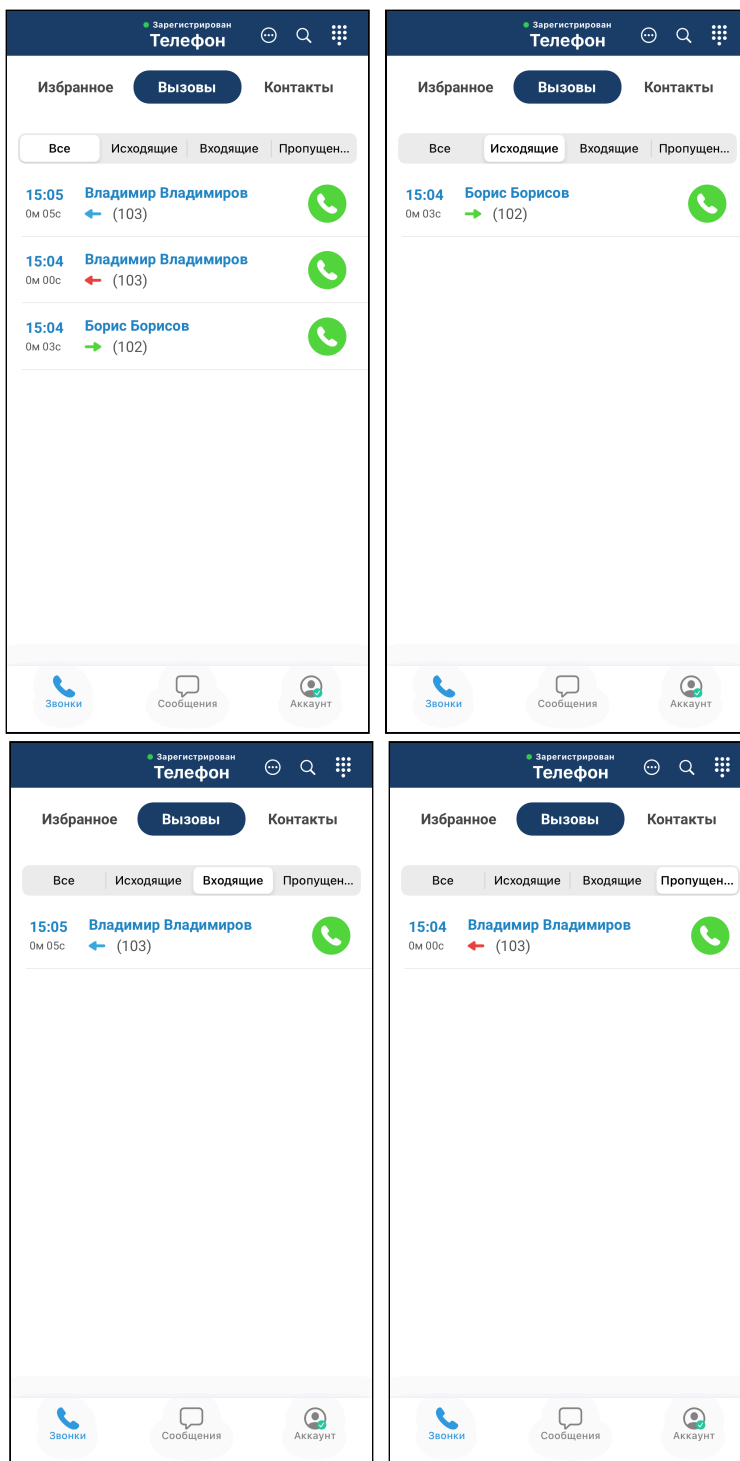 Зарегистрирован
Телефон
Избранное Вызовы Контакты
Все Исходящие Входящие Пропущен...
15:05 Владимир Владимиров
0м 05с (103)
15:04 Владимир Владимиров
0м 00с (103)
15:04 Борис Борисов
0м 03с (102)
Звонки Сообщения Аккаунт
Зарегистрирован
Телефон
Избранное Вызовы Контакты
Все Исходящие Входящие Пропущен...
15:04 Борис Борисов
0м 03с (102)
Звонки Сообщения Аккаунт
Зарегистрирован
Телефон
Избранное Вызовы Контакты
Все Исходящие Входящие Пропущен...
15:05 Владимир Владимиров
0м 05с (103)
Звонки Сообщения Аккаунт
Зарегистрирован
Телефон
Избранное Вызовы Контакты
Все Исходящие Входящие Пропущен...
15:04 Владимир Владимиров
0м 00с (103)
Звонки Сообщения Аккаунт